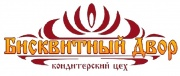 Бисквитный Двор
кондитерский цех